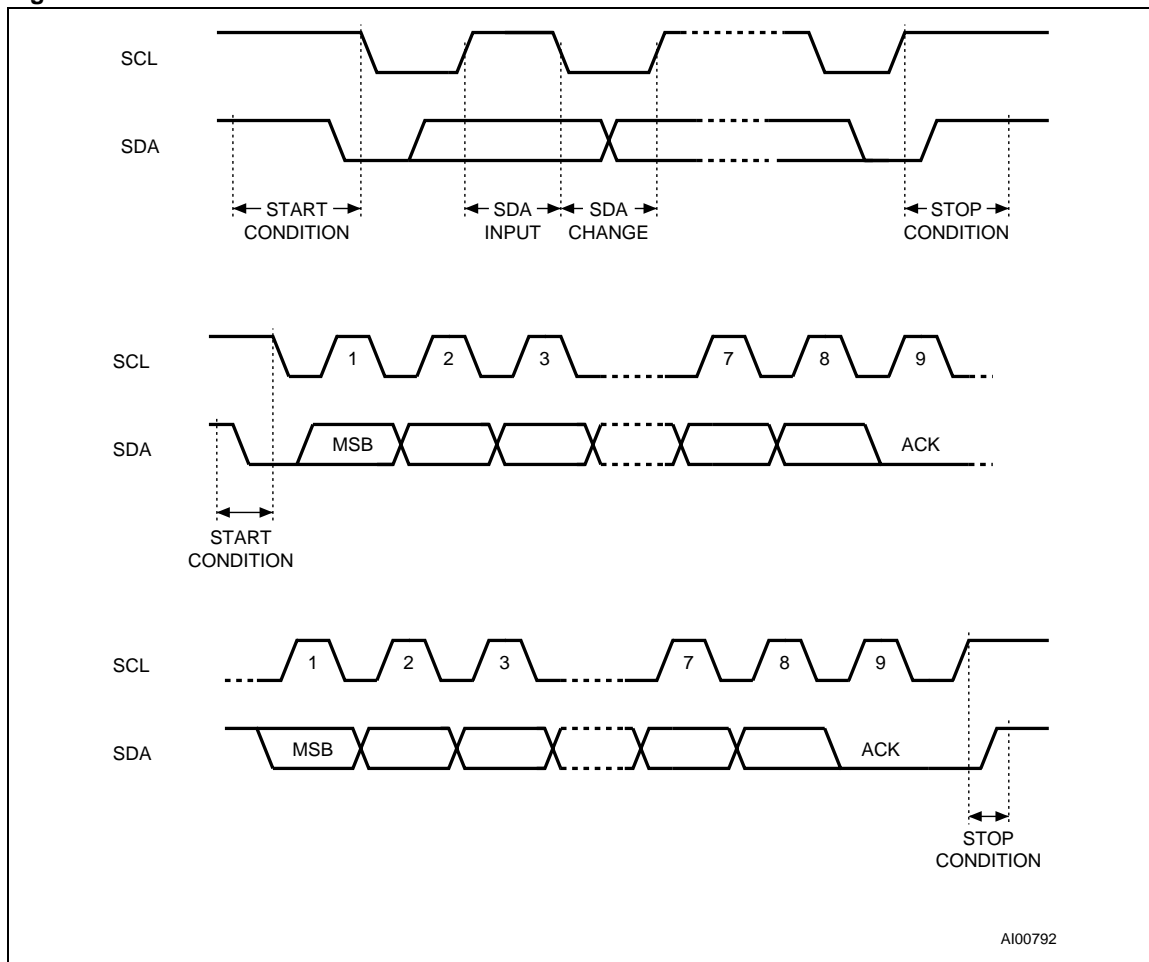 SCL
SDA
START CONDITION
SDA INPUT
SDA CHANGE
STOP CONDITION
SCL
1 2 3 7 8 9
SDA
MSB ACK
START CONDITION
SCL
1 2 3 7 8 9
SDA
MSB ACK
STOP CONDITION
AI00792